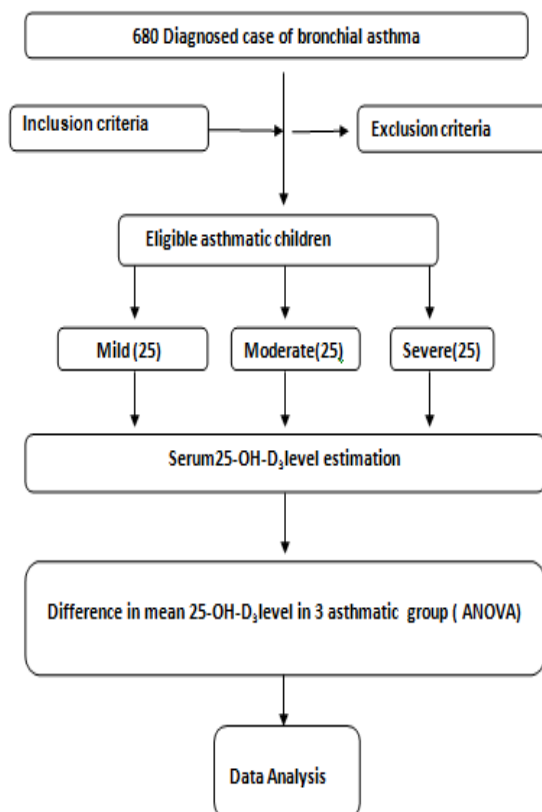 680 Diagnosed case of bronchial asthma
Inclusion criteria
Exclusion criteria
Eligible asthmatic children
Mild (25)
Moderate(25)
Severe(25)
Serum25-OH-D₃level estimation
Difference in mean 25-OH-D₃level in 3 asthmatic group ( ANOVA)
Data Analysis